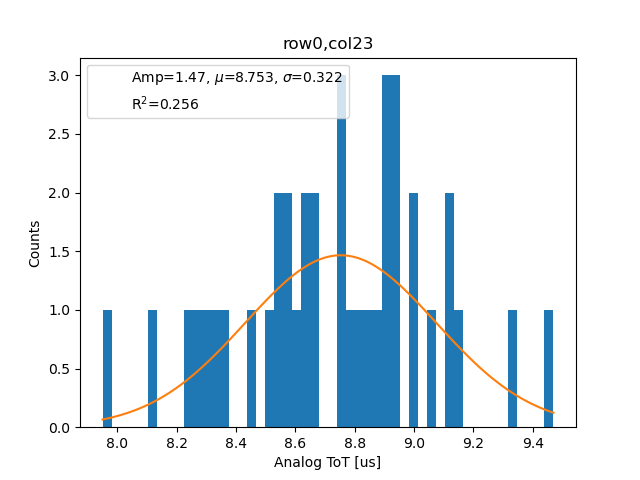 row0,col23
Amp=1.47, μ=8.753, σ=0.322
R²=0.256
3.0
2.5
2.0
1.5
1.0
0.5
0.0
Counts
8.0 8.2 8.4 8.6 8.8 9.0 9.2 9.4
Analog ToT [us]